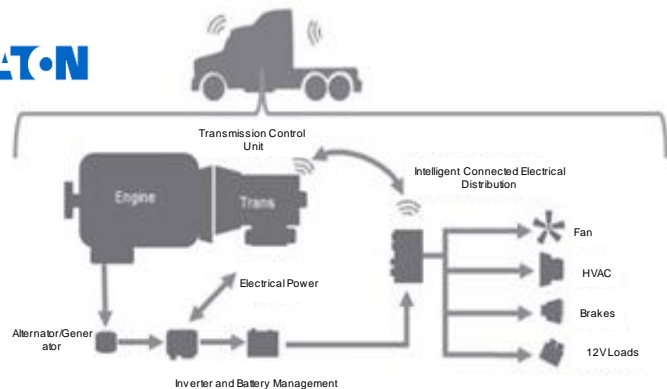 EATON
Transmission Control
Unit
Intelligent Connected Electrical
Distribution
Engine
Trans
Fan
HVAC
Electrical Power
Brakes
Alternator/Gener
ator
12V Loads
Inverter and Battery Management